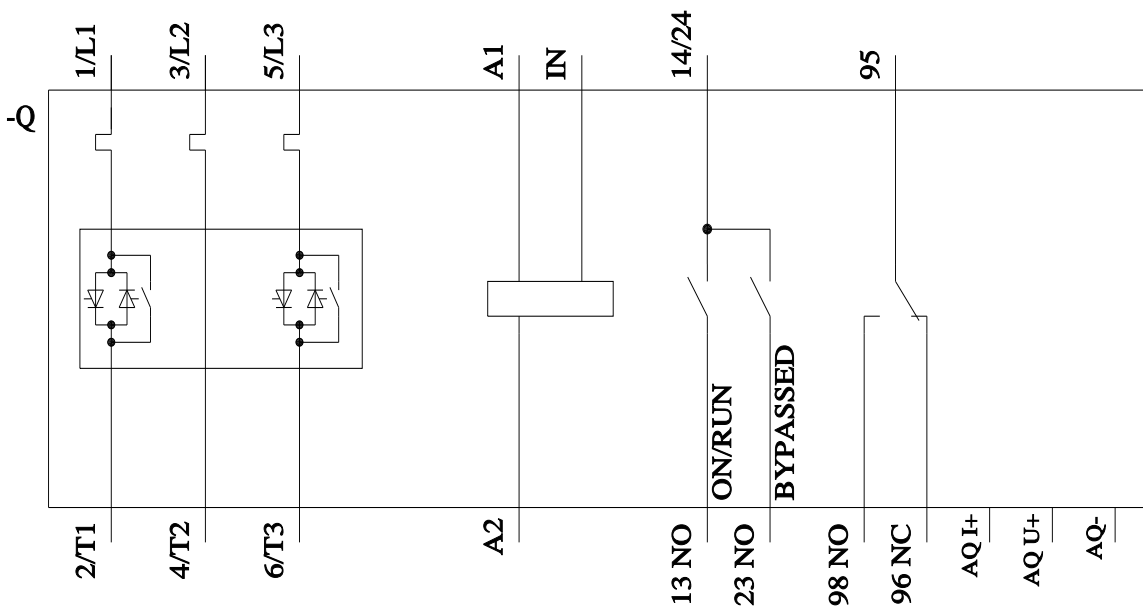 1/L1
3/L2
5/L3
A1
IN
14/24
95
-Q
ON/RUN
BYPASSED
2/T1
4/T2
6/T3
A2
13 NO
23 NO
98 NO
96 NC
AQ I+
AQ U+
AQ-